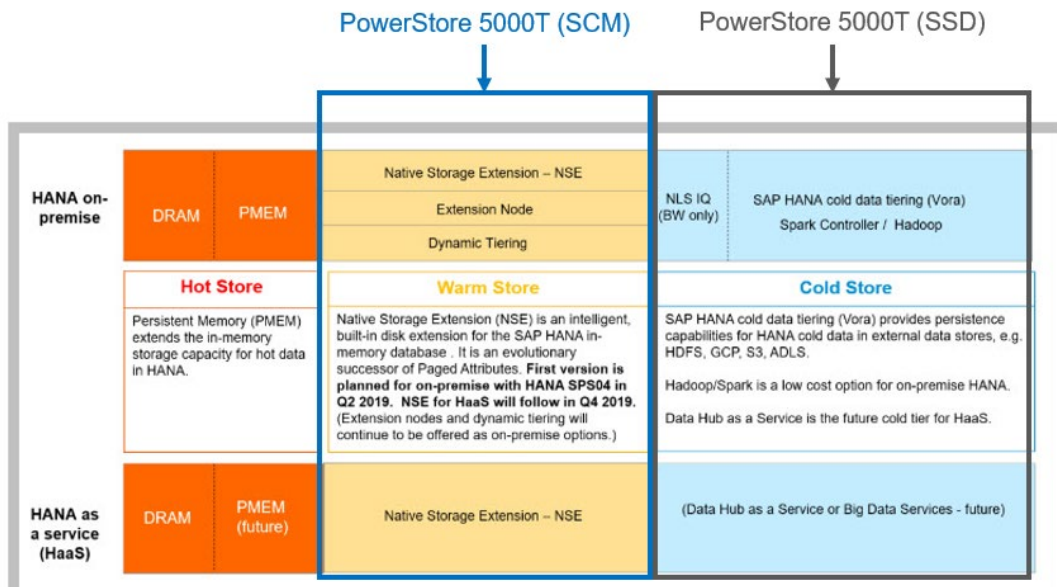 PowerStore 5000T (SCM)
PowerStore 5000T (SSD)
HANA on-
premise
DRAM
PMEM
Native Storage Extension – NSE
Extension Node
Dynamic Tiering
NLS IQ
(BW only)
SAP HANA cold data tiering (Vora)
Spark Controller / Hadoop
Hot Store
Persistent Memory (PMEM)
extends the in-memory
storage capacity for hot data
in HANA.
Warm Store
Native Storage Extension (NSE) is an intelligent,
built-in disk extension for the SAP HANA in-
memory database . It is an evolutionary
successor of Paged Attributes. First version is
planned for on-premise with HANA SPS04 in
Q2 2019. NSE for HaaS will follow in Q4 2019.
(Extension nodes and dynamic tiering will
continue to be offered as on-premise options.)
Cold Store
SAP HANA cold data tiering (Vora) provides persistence
capabilities for HANA cold data in external data stores, e.g.
HDFS, GCP, S3, ADLS.
Hadoop/Spark is a low cost option for on-premise HANA.
Data Hub as a Service is the future cold tier for HaaS.
HANA as
a service
(HaaS)
DRAM
PMEM
(future)
Native Storage Extension – NSE
(Data Hub as a Service or Big Data Services - future)